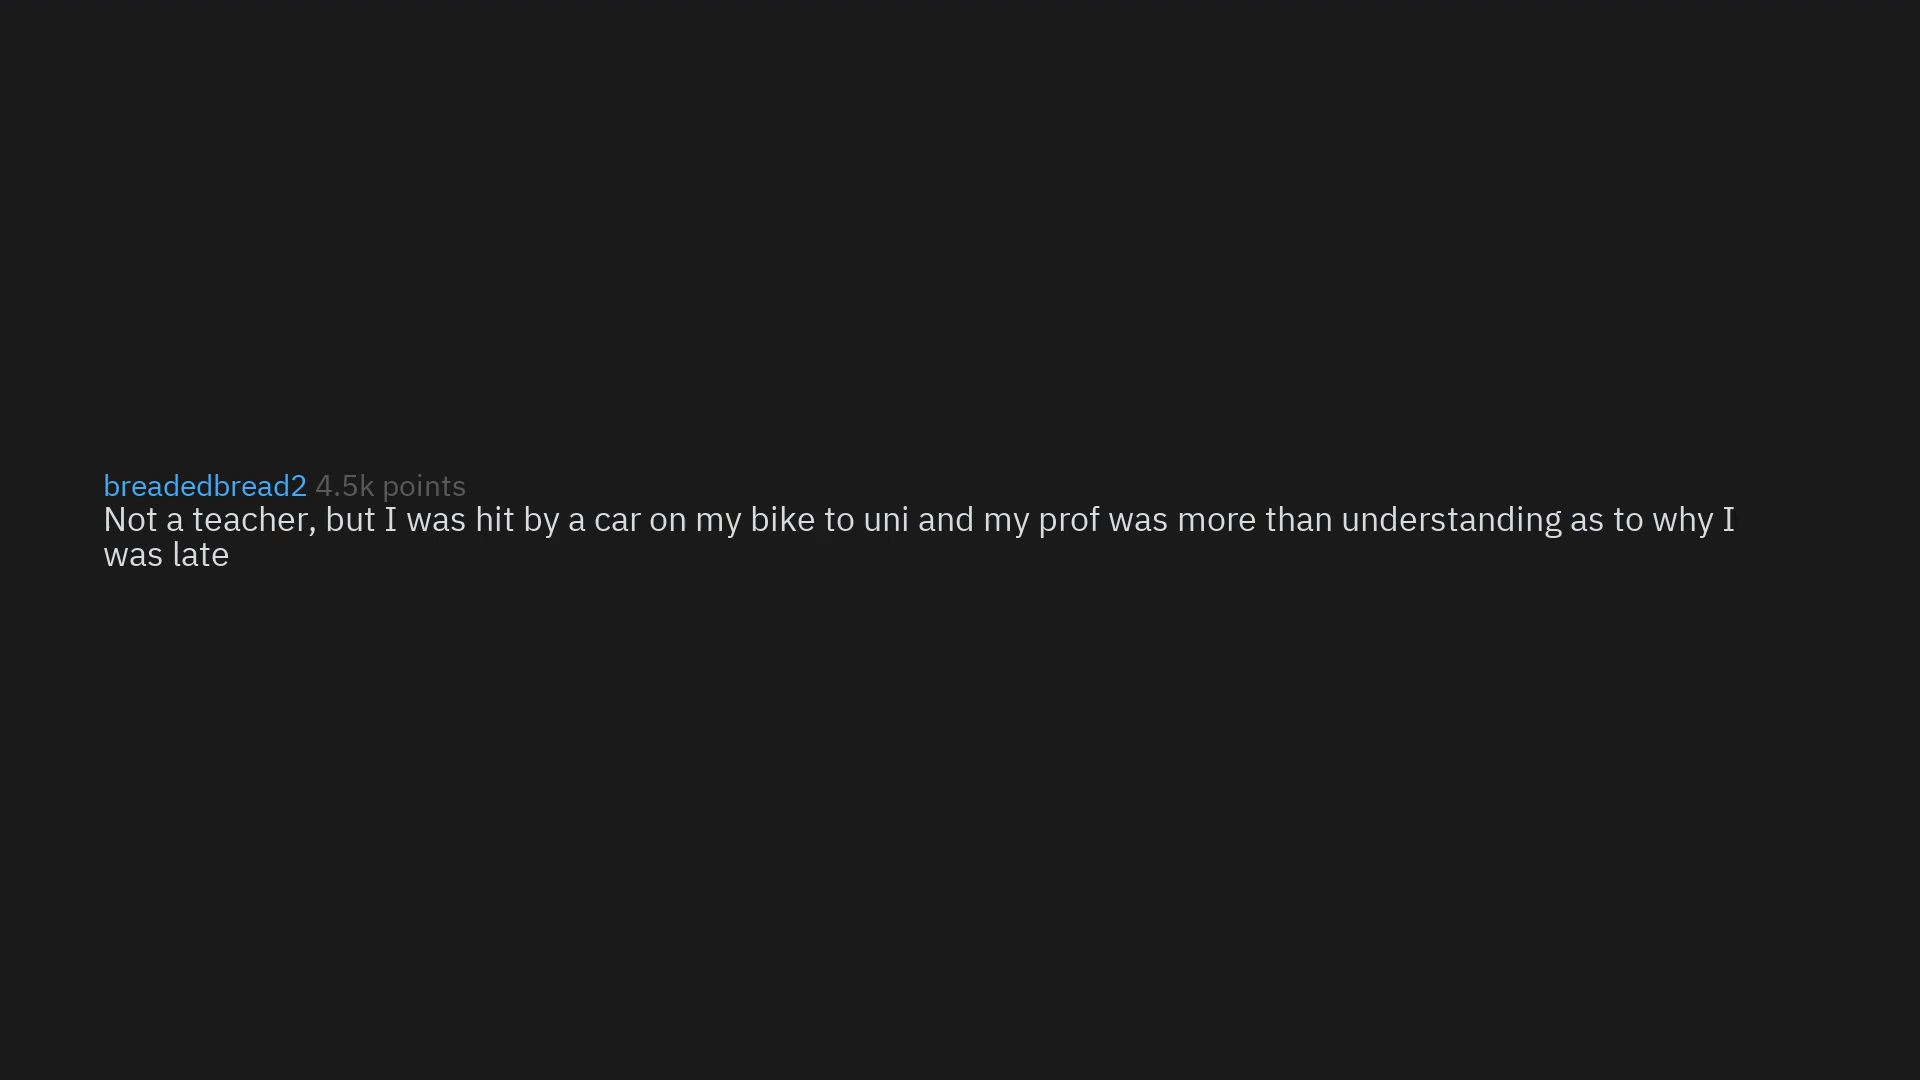 breadedbread2 4.5k points
Not a teacher, but I was hit by a car on my bike to uni and my prof was more than understanding as to why I
was late